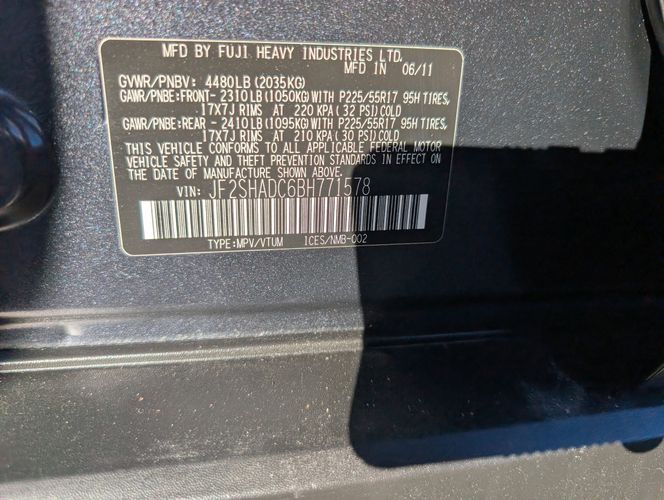 MFD BY FUJI HEAVY INDUSTRIES LTD.
MFD IN 06/11
GVWR/PNBV: 4480LB(2035KG)
GAWR/PNBE:FRONT-2310LB(1050KG)WITH P225/55R17 95H TIRES,
17X7J RIMS AT 220 KPA(32 PSI)COLD
GAWR/PNBE:REAR -2410LB(1095KG)WITH P225/55R17 95H TIRES,
17X7J RIMS AT 210 KPA(30 PSI)COLD
THIS VEHICLE CONFORMS TO ALL APPLICABLE FEDERAL MOTOR
VEHICLE SAFETY AND THEFT PREVENTION STANDARDS IN EFFECT ON
THE DATE OF MANUFACTURE SHOWN ABOVE.
VIN: JF2SHADC6BH771578
TYPE:MPV/VTUM ICES/NMB-002